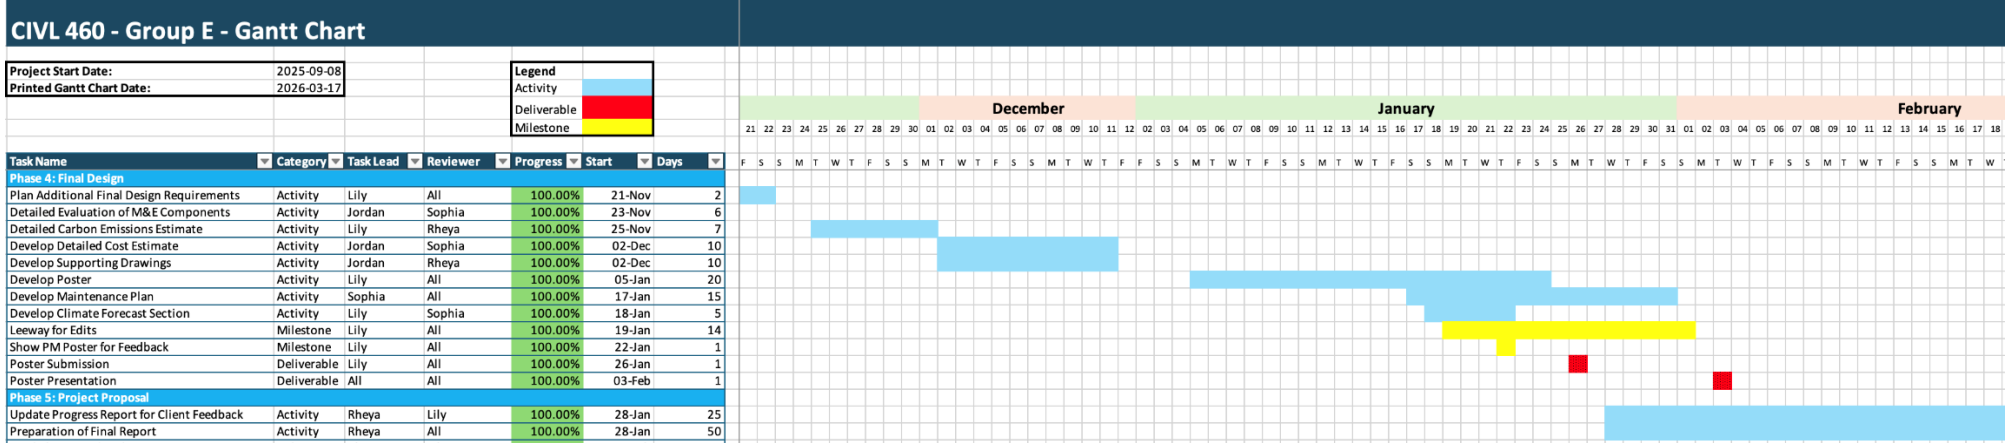 CIVL 460 - Group E - Gantt Chart
Project Start Date: 2025-09-08
Printed Gantt Chart Date: 2026-03-17
Legend
Activity
Deliverable
Milestone
December January February
21 22 23 24 25 26 27 28 29 30 01 02 03 04 05 06 07 08 09 10 11 12 02 03 04 05 06 07 08 09 10 11 12 13 14 15 16 17 18 19 20 21 22 23 24 25 26 27 28 29 30 31 01 02 03 04 05 06 07 08 09 10 11 12 13 14 15 16 17 18
Task Name Category Task Lead Reviewer Progress Start Days F S S M T W T F S S M T W T F S M T W T F F S S M T W T F S S M T W T F S S M T W T F S S M T W T F S S M T W T F S S M T W T F S S M T W
Phase 4: Final Design
Plan Additional Final Design Requirements Activity Lily All 100.00% 21-Nov 2
Detailed Evaluation of M&E Components Activity Jordan Sophia 100.00% 23-Nov 6
Detailed Carbon Emissions Estimate Activity Lily Rheya 100.00% 25-Nov 7
Develop Detailed Cost Estimate Activity Jordan Sophia 100.00% 02-Dec 10
Develop Supporting Drawings Activity Jordan Rheya 100.00% 02-Dec 10
Develop Poster Activity Lily All 100.00% 05-Jan 20
Develop Maintenance Plan Activity Sophia All 100.00% 17-Jan 15
Develop Climate Forecast Section Activity Lily Sophia 100.00% 18-Jan 5
Leeway for Edits Milestone Lily All 100.00% 19-Jan 14
Show PM Poster for Feedback Milestone Lily All 100.00% 22-Jan 1
Poster Submission Deliverable Lily All 100.00% 26-Jan 1
Poster Presentation Deliverable All All 100.00% 03-Feb 1
Phase 5: Project Proposal
Update Progress Report for Client Feedback Activity Rheya Lily 100.00% 28-Jan 25
Preparation of Final Report Activity Rheya All 100.00% 28-Jan 50